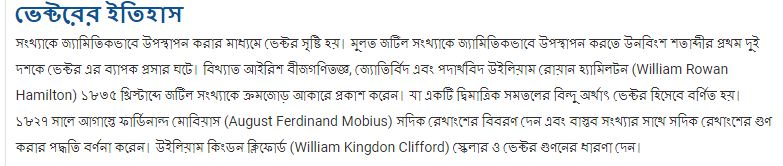 ভেক্টরের ইতিহাস
সংখ্যাকে জ্যামিতিকভাবে উপস্থাপন করার মাধ্যমে ভেক্টর সৃষ্টি হয়। মূলত জটিল সংখ্যাকে জ্যামিতিকভাবে উপস্থাপন করতে উনবিংশ শতাব্দীর প্রথম দুই
দশকে ভেক্টর এর ব্যাপক প্রসার ঘটে। বিখ্যাত আইরিশ বীজগণিতজ্ঞ, জ্যোতির্বিদ এবং পদার্থবিদ উইলিয়াম রোয়ান হ্যামিলটন (William Rowan
Hamilton) ১৮৩৫ খ্রিস্টাব্দে জটিল সংখ্যাকে ক্রমজোড় আকারে প্রকাশ করেন। যা একটি দ্বিমাত্রিক সমতলের বিন্দু অর্থাৎ ভেক্টর হিসেবে বর্ণিত হয়।
১৮২৭ সালে আগাস্তে ফার্ডিনান্দ মোবিয়াস (August Ferdinand Mobius) সদিক রেখাংশের বিবরণ দেন এবং বাস্তব সংখ্যার সাথে সদিক রেখাংশের গুণ
করার পদ্ধতি বর্ণনা করেন। উইলিয়াম কিংডন ক্লিফোর্ড (William Kingdon Clifford) স্কেলার ও ভেক্টর গুণনের ধারণা দেন।